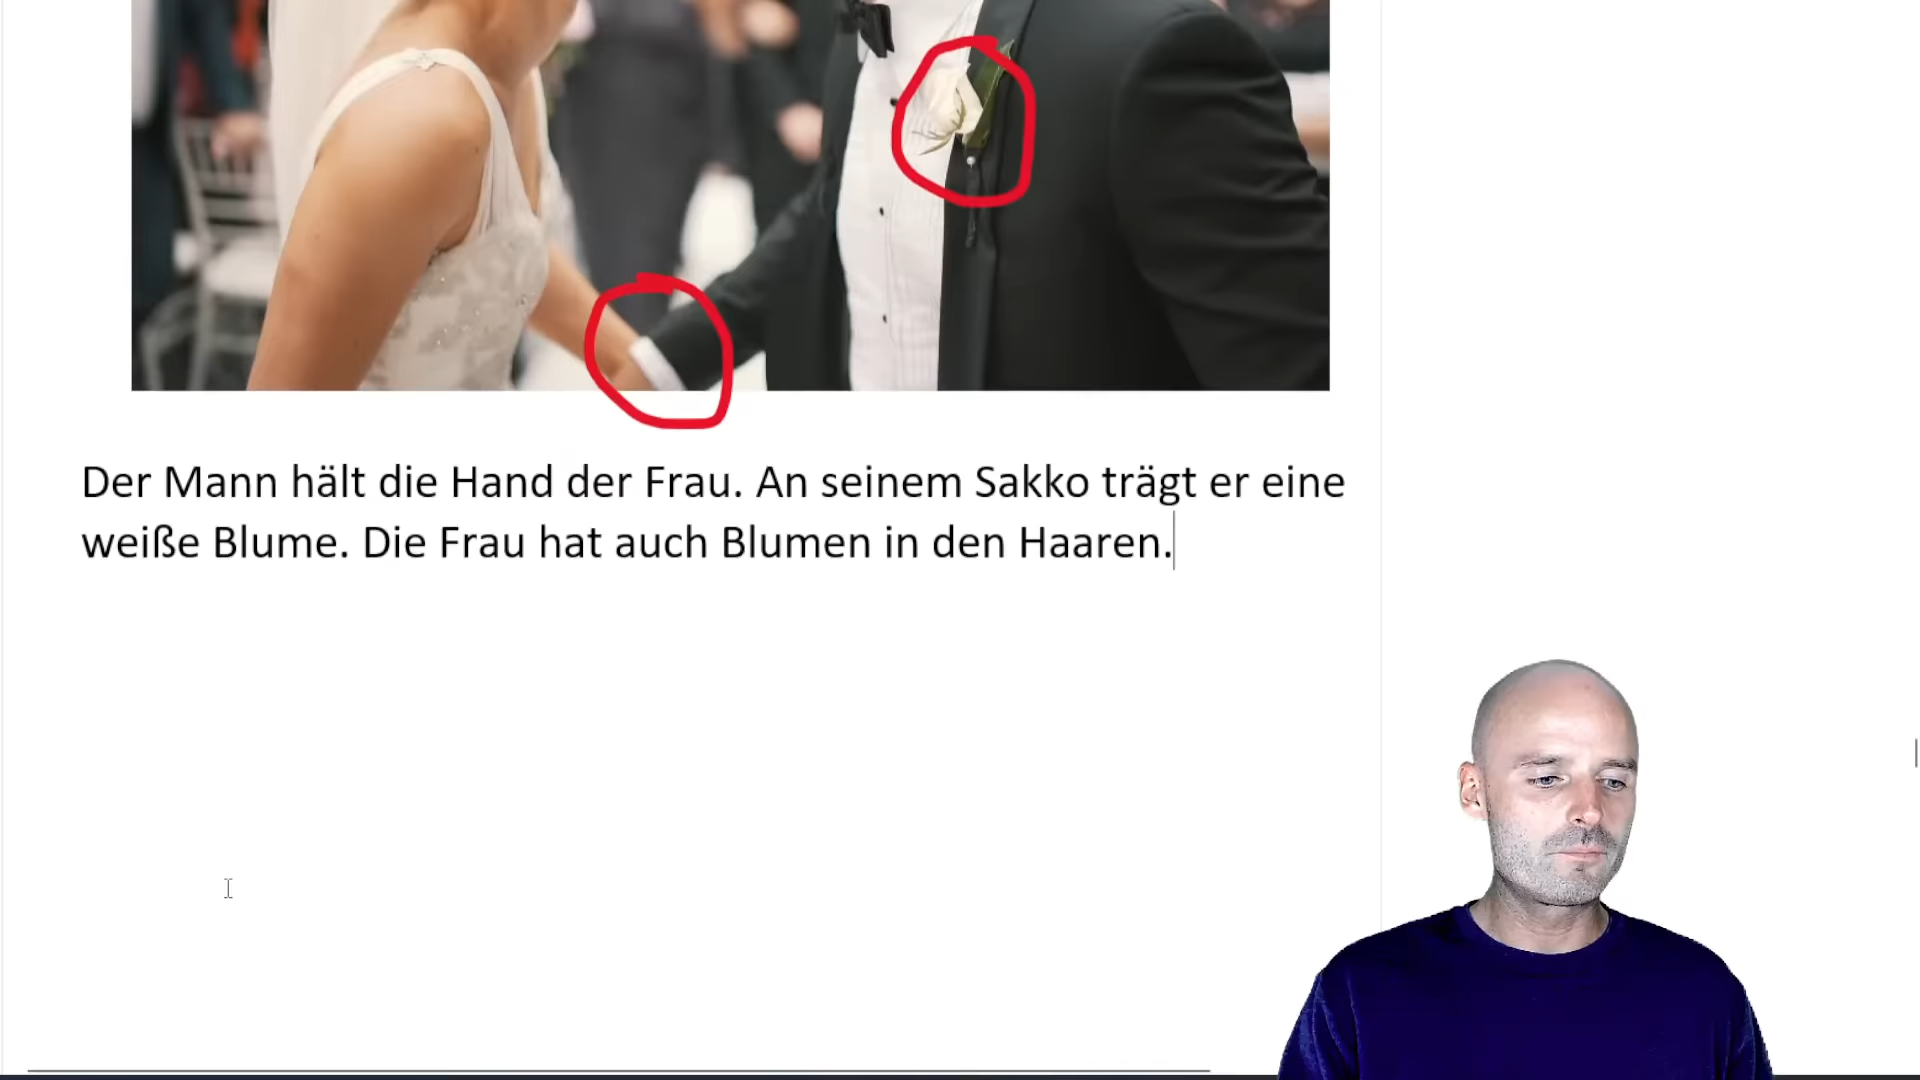 Der Mann hält die Hand der Frau. An seinem Sakko trägt er eine
weiße Blume. Die Frau hat auch Blumen in den Haaren.